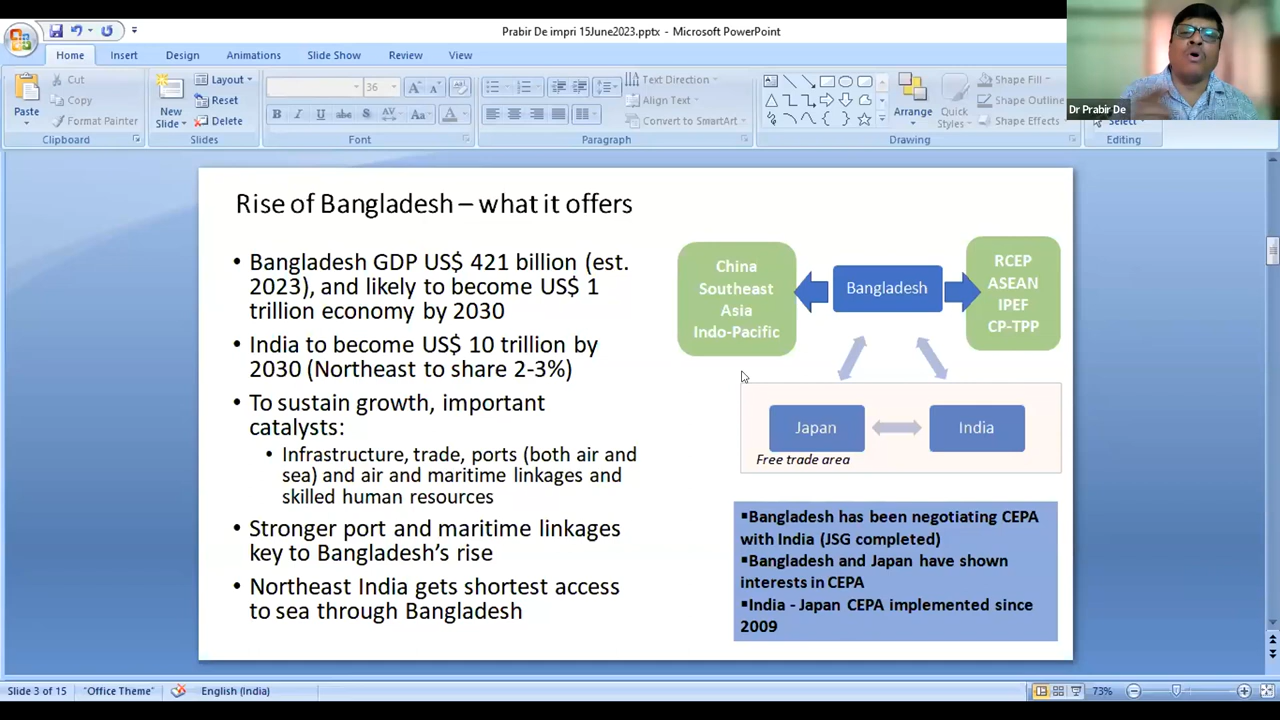 Prabir De impri 15June2023.pptx - Microsoft PowerPoint
Home Insert Design Animations Slide Show Review View
Paste
Cut
Copy
Format Painter
Clipboard
New
Slide
Layout
Reset
Delete
Slides
36
B I U abc S AV Aa A
Font
Text Direction
Align Text
Convert to SmartArt
Paragraph
Arrange
Quick
Styles
Shape Fill
Shape Outline
Shape Effects
Drawing
Select
Editing
Dr Prabir De
Rise of Bangladesh – what it offers
• Bangladesh GDP US$ 421 billion (est.
2023), and likely to become US$ 1
trillion economy by 2030
• India to become US$ 10 trillion by
2030 (Northeast to share 2-3%)
• To sustain growth, important
catalysts:
• Infrastructure, trade, ports (both air and
sea) and air and maritime linkages and
skilled human resources
• Stronger port and maritime linkages
key to Bangladesh's rise
• Northeast India gets shortest access
to sea through Bangladesh
China
Southeast
Asia
Indo-Pacific
Bangladesh
RCEP
ASEAN
IPEF
CP-TPP
Japan
India
Free trade area
▪Bangladesh has been negotiating CEPA
with India (JSG completed)
▪Bangladesh and Japan have shown
interests in CEPA
▪India - Japan CEPA implemented since
2009
Slide 3 of 15 "Office Theme" English (India) 73%